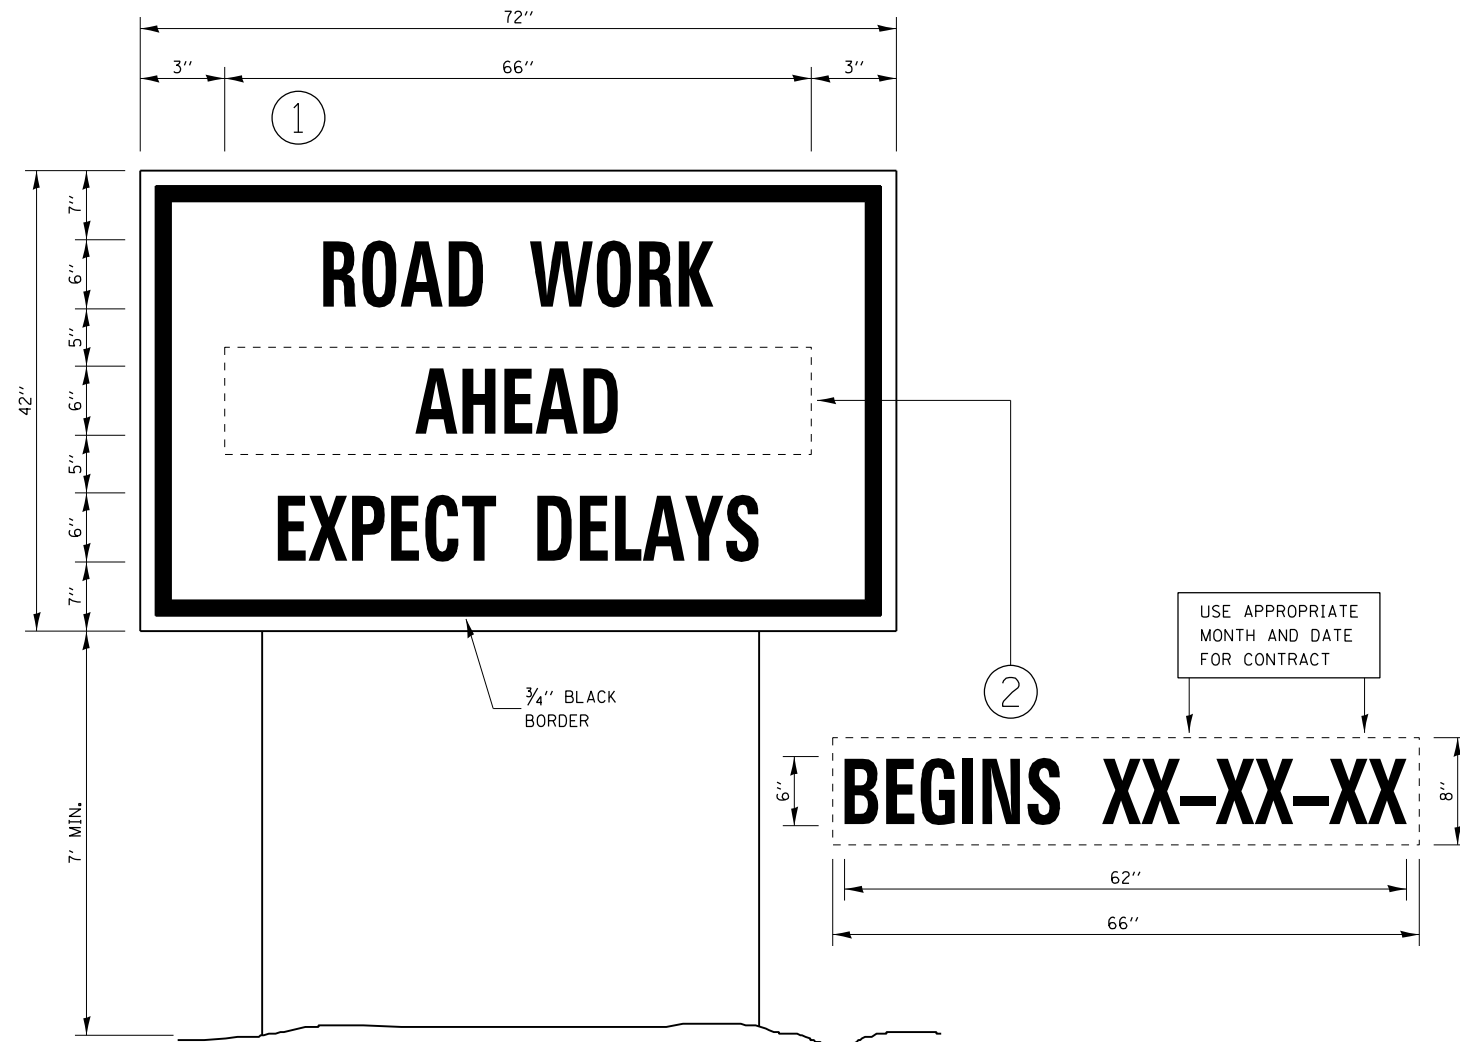 72''
3'' 66'' 3''
1
7''
6''
5''
6''
5''
6''
7''
42''
7' MIN.
ROAD WORK
AHEAD
EXPECT DELAYS
3/4'' BLACK
BORDER
2
USE APPROPRIATE
MONTH AND DATE
FOR CONTRACT
6''
BEGINS XX-XX-XX
8''
62''
66''